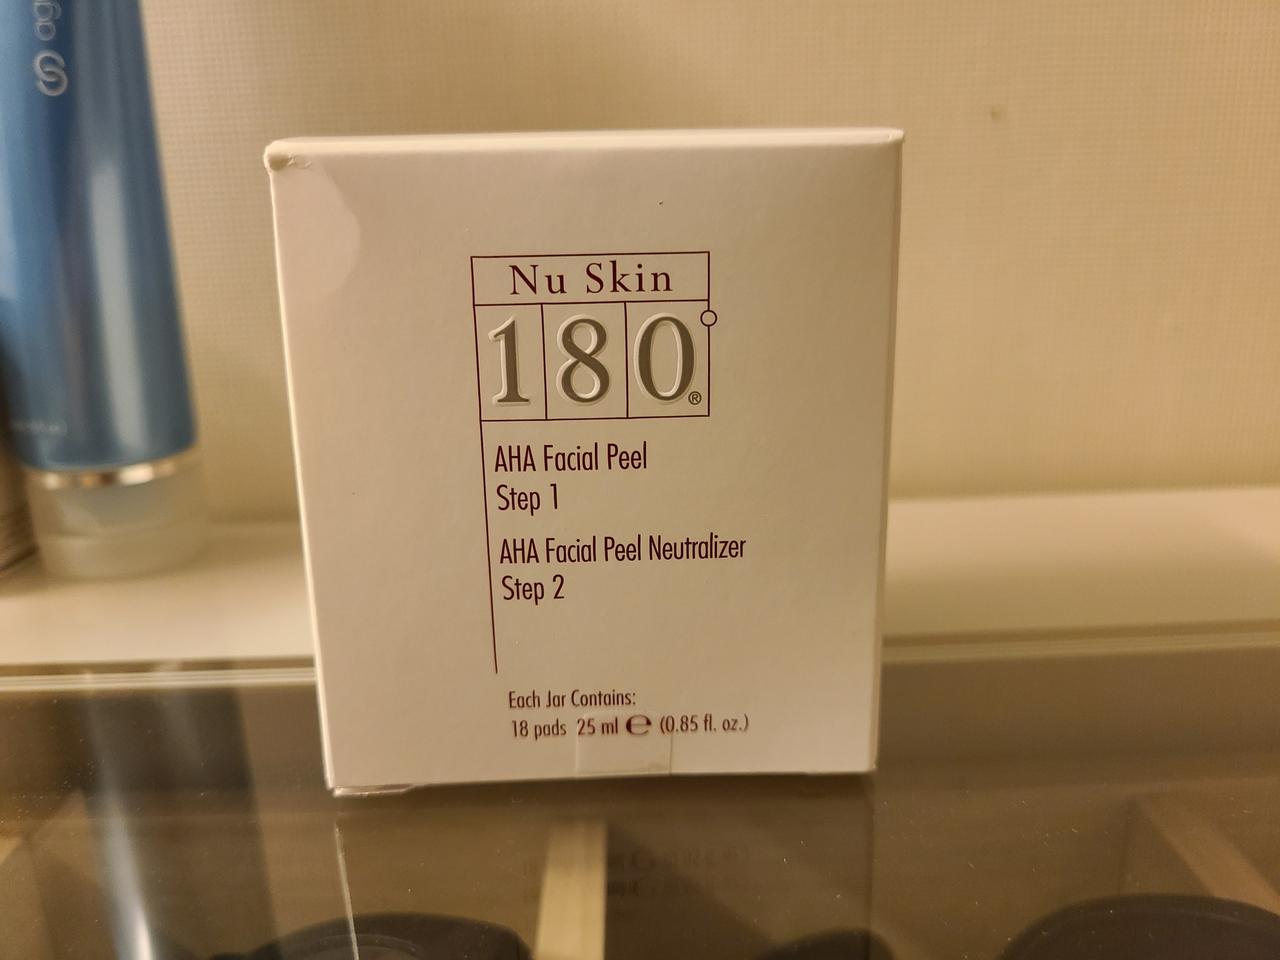 ag
Nu Skin
180°®
AHA Facial Peel
Step 1
AHA Facial Peel Neutralizer
Step 2
Each Jar Contains:
18 pads 25 ml ℮ (0.85 fl. oz.)